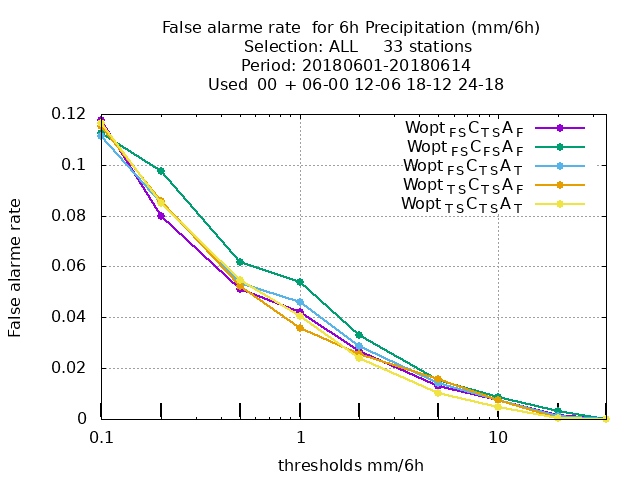 False alarme rate  for 6h Precipitation (mm/6h)
Selection: ALL     33 stations
Period: 20180601-20180614
Used  00 + 06-00 12-06 18-12 24-18
False alarme rate
0.12
0.1
0.08
0.06
0.04
0.02
0
Wopt FS C TS A F
Wopt FS C FS A F
Wopt FS C TS A T
Wopt TS C TS A F
Wopt TS C TS A T
0.1 1 10
thresholds mm/6h